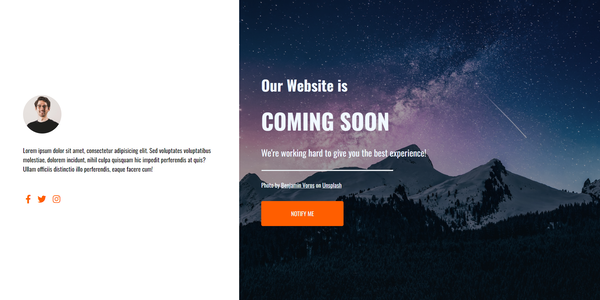 Lorem ipsum dolor sit amet, consectetur adipisicing elit. Sed voluptates voluptatibus
molestiae, dolorem incidunt, nihil culpa quisquam hic impedit perferendis at quis?
Ullam officiis distinctio illo perferendis, eaque facere cum!
Our Website is
COMING SOON
We're working hard to give you the best experience!
Photo by Benjamin Voros on Unsplash
NOTIFY ME